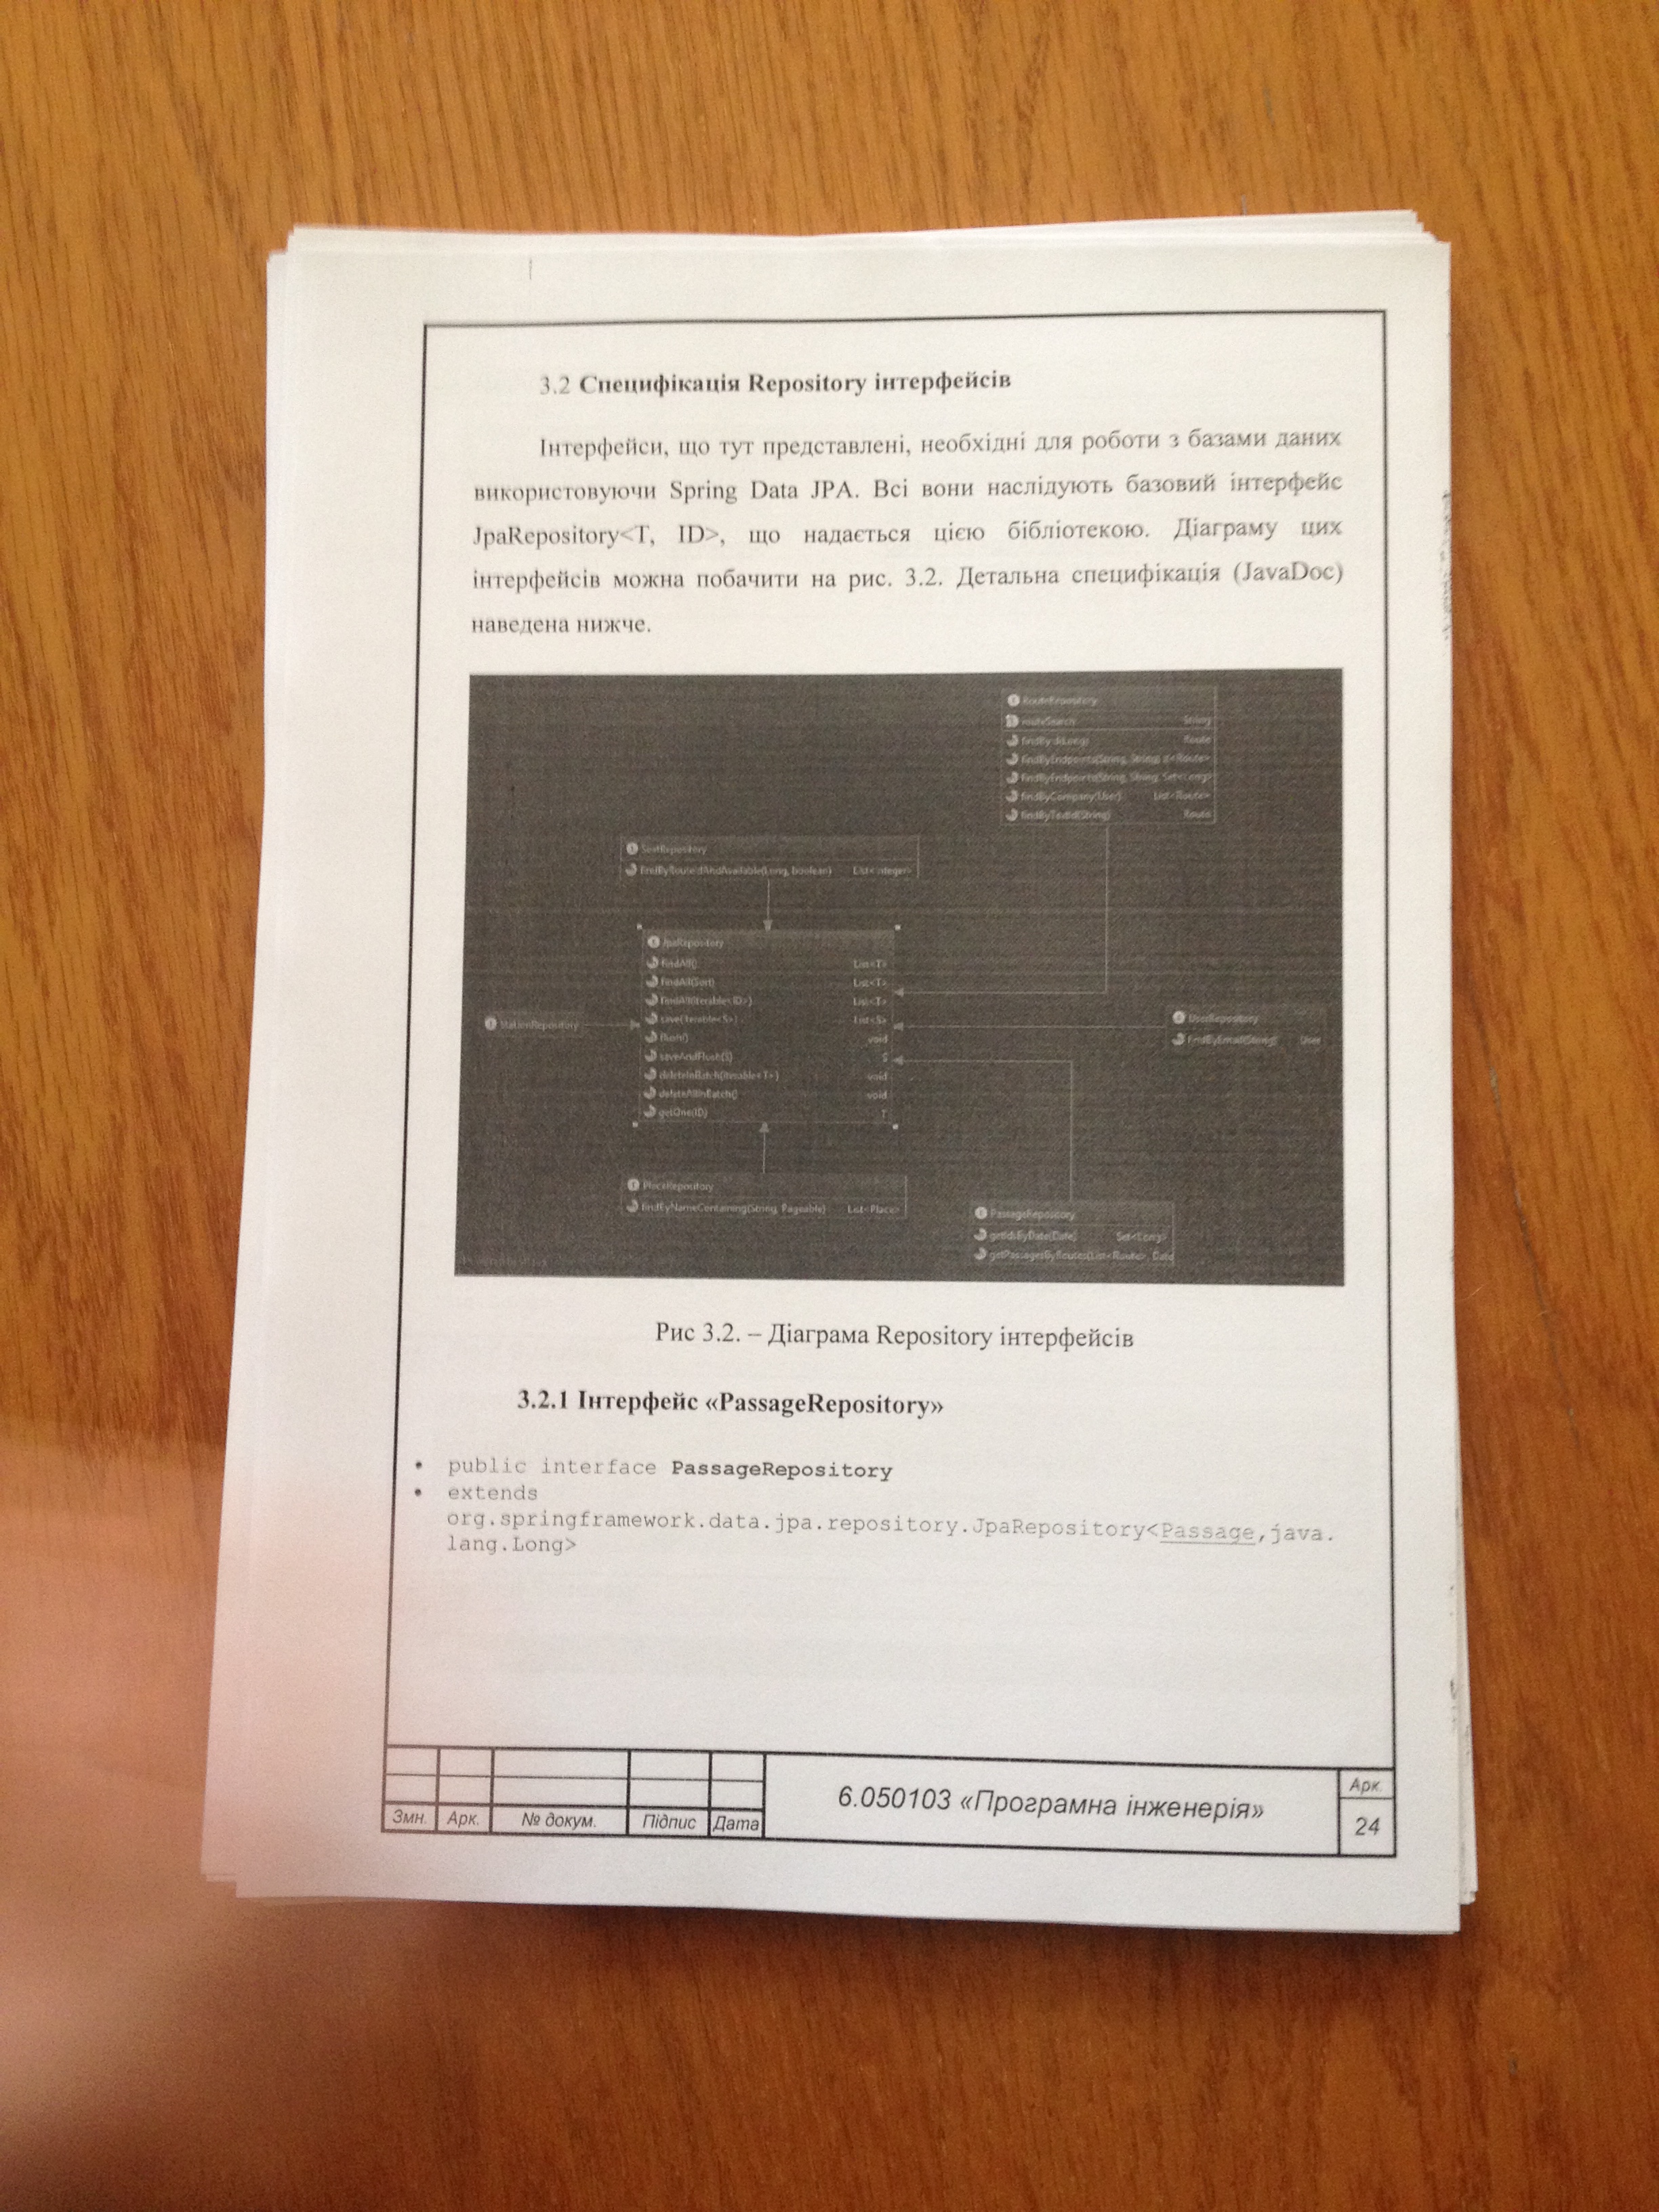 3.2 Специфікація Repository інтерфейсів
Інтерфейси, що тут представлені, необхідні для роботи з базами даних
використовуючи Spring Data JPA. Всі вони наслідують базовий інтерфейс
JpaRepository<T, ID>, що надається цією бібліотекою. Діаграму цих
інтерфейсів можна побачити на рис. 3.2. Детальна специфікація (JavaDoc)
наведена нижче.
RouteRepository
routeSearch String
findById(Long) Route
findByEndpoints(String, String)
findByEndpoints(String, String, Set<Long>)
findByCompany(User) List<Route>
findByTextId(String) Route
SeatRepository
findByRouteIdAndAvailable(Long, boolean) List<Integer>
JpaRepository
findAll() List<T>
findAll(Sort) List<T>
findAll(Iterable<ID>) List<T>
save(Iterable<S>) List<S>
flush() void
saveAndFlush(S) S
deleteInBatch(Iterable<T>) void
deleteAllInBatch() void
getOne(ID) T
StationRepository
UserRepository
findByEmail(String) User
PlaceRepository
findByNameContaining(String, Pageable) List<Place>
PassageRepository
getIdsByDate(Date) Set<Long>
getPassagesByRoutes(List<Route>, Date
Рис 3.2. – Діаграма Repository інтерфейсів
3.2.1 Інтерфейс «PassageRepository»
• public interface PassageRepository
• extends
org.springframework.data.jpa.repository.JpaRepository<Passage,java.
lang.Long>
Змн. Арк. № докум. Підпис Дата
6.050103 «Програмна інженерія»
Арк.
24